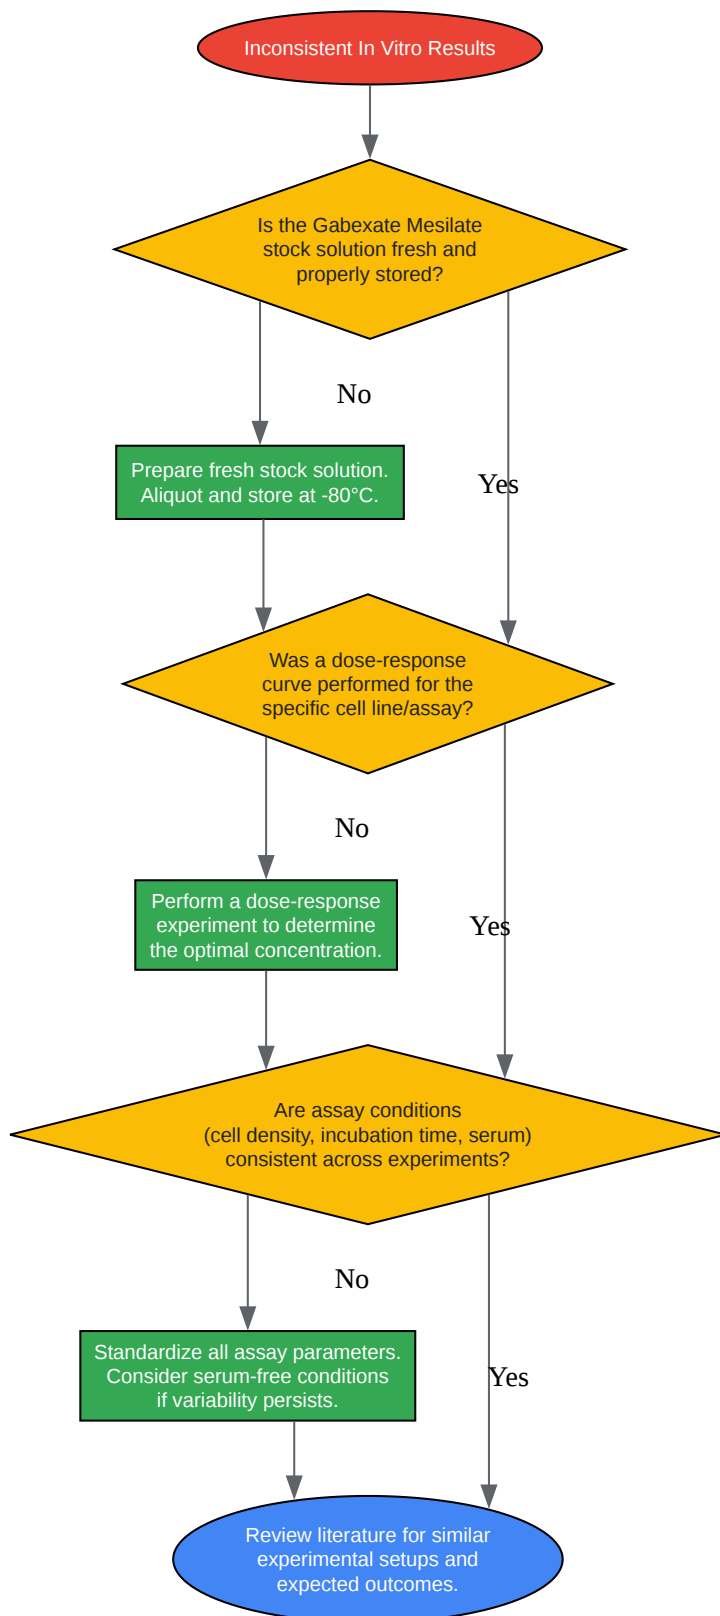 Inconsistent In Vitro Results
Is the Gabexate Mesilate
stock solution fresh and
properly stored?
No
Prepare fresh stock solution.
Aliquot and store at -80°C.
Yes
Was a dose-response
curve performed for the
specific cell line/assay?
No
Perform a dose-response
experiment to determine
the optimal concentration.
Yes
Are assay conditions
(cell density, incubation time, serum)
consistent across experiments?
No
Standardize all assay parameters.
Consider serum-free conditions
if variability persists.
Yes
Review literature for similar
experimental setups and
expected outcomes.